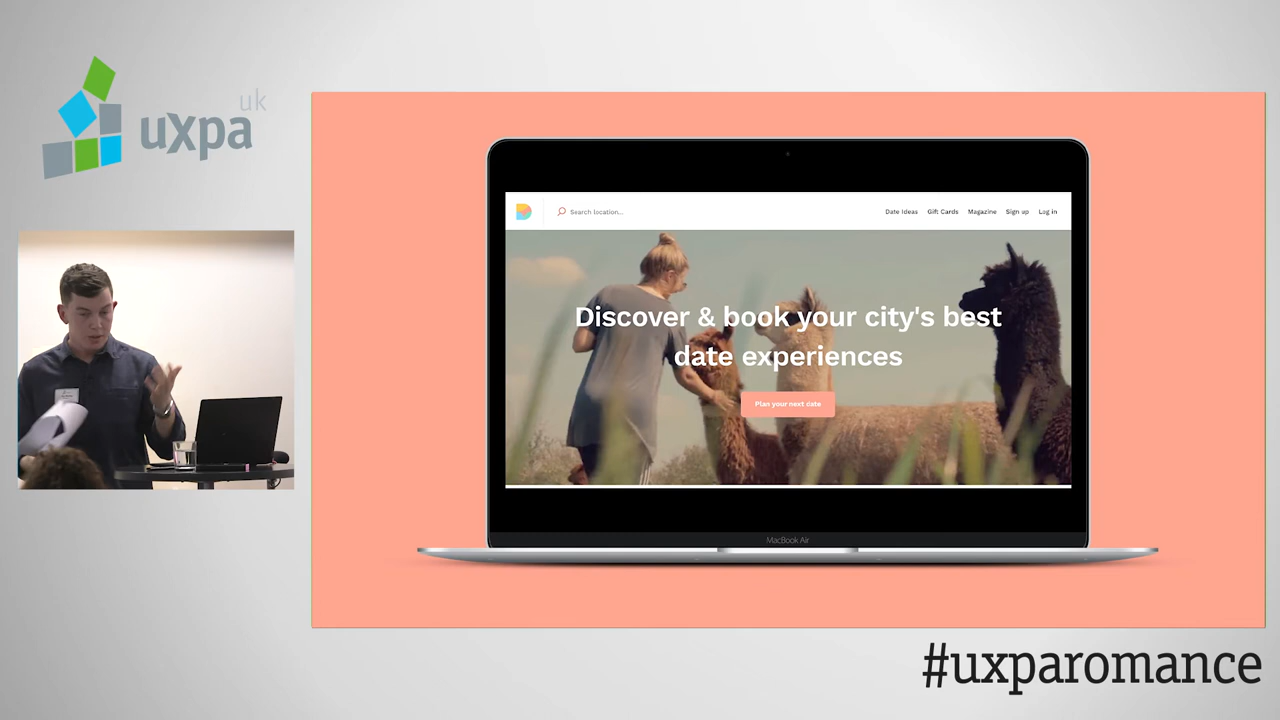 uk
uxpa
Search location...
Date Ideas Gift Cards Magazine Sign up Log in
Discover & book your city's best
date experiences
Plan your next date
MacBook Air
#uxparomance